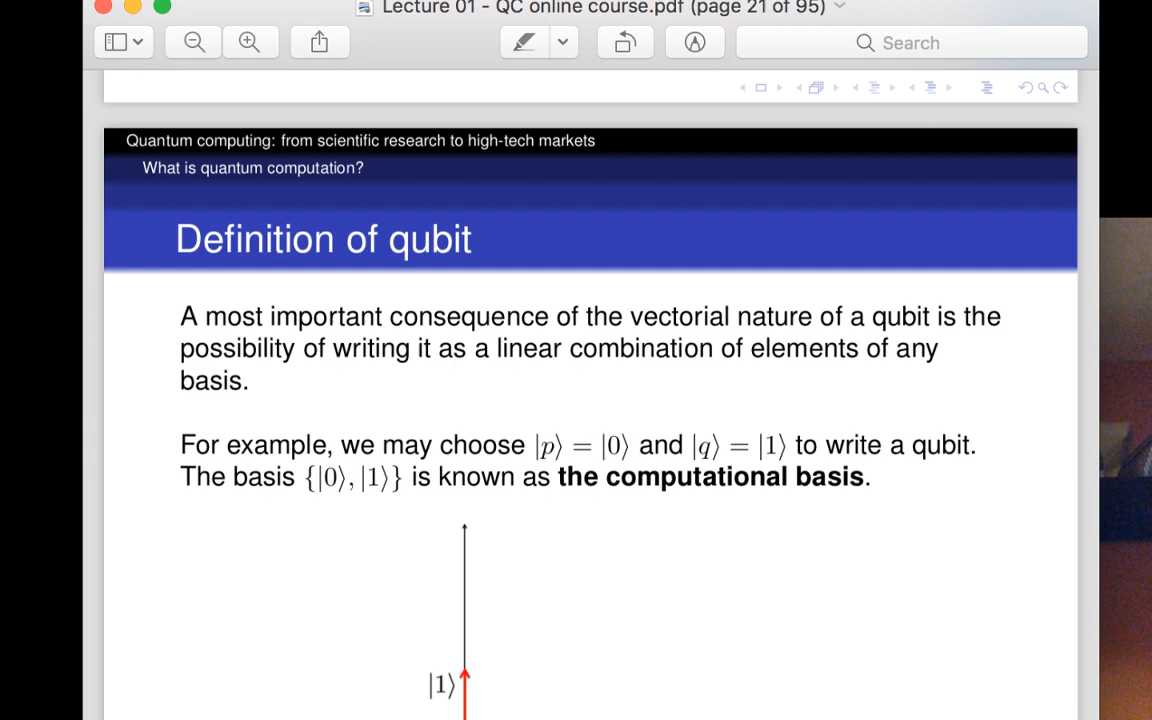 Lecture 01 - QC online course.pdf (page 21 of 95)
Search
Quantum computing: from scientific research to high-tech markets
What is quantum computation?
Definition of qubit
A most important consequence of the vectorial nature of a qubit is the
possibility of writing it as a linear combination of elements of any
basis.
For example, we may choose |p⟩ = |0⟩ and |q⟩ = |1⟩ to write a qubit.
The basis {|0⟩, |1⟩} is known as the computational basis.
|1⟩